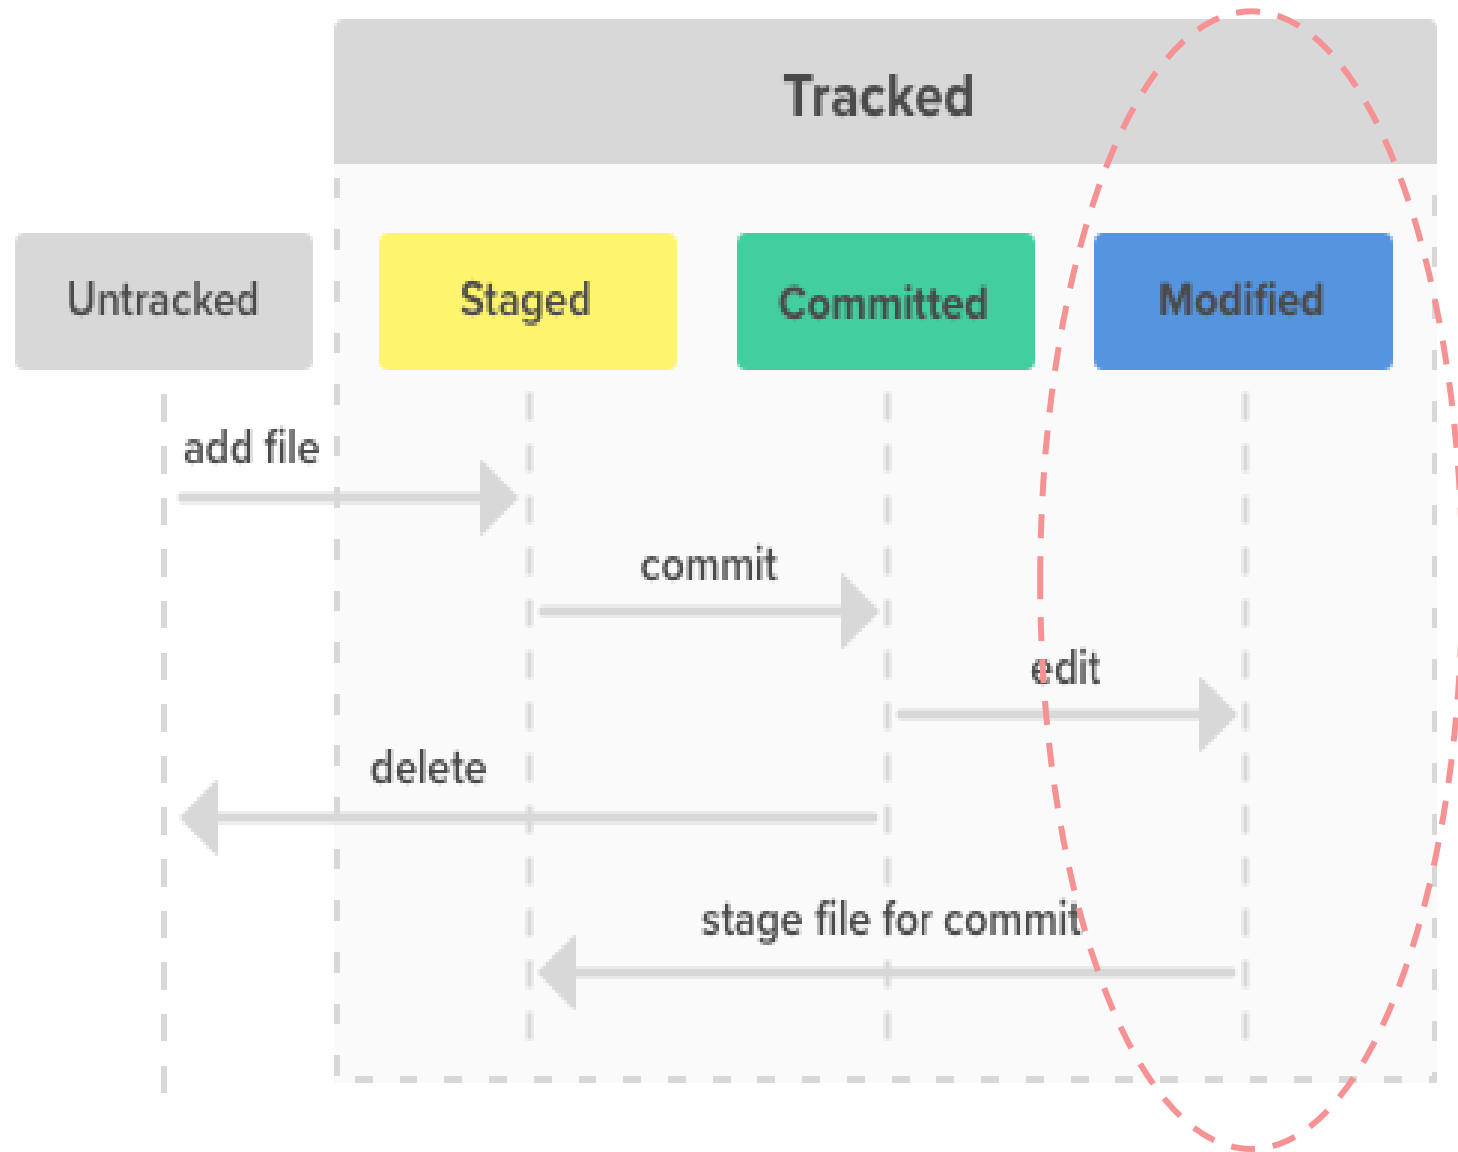 Tracked
Untracked
Staged
Committed
Modified
add file
commit
edit
delete
stage file for commit